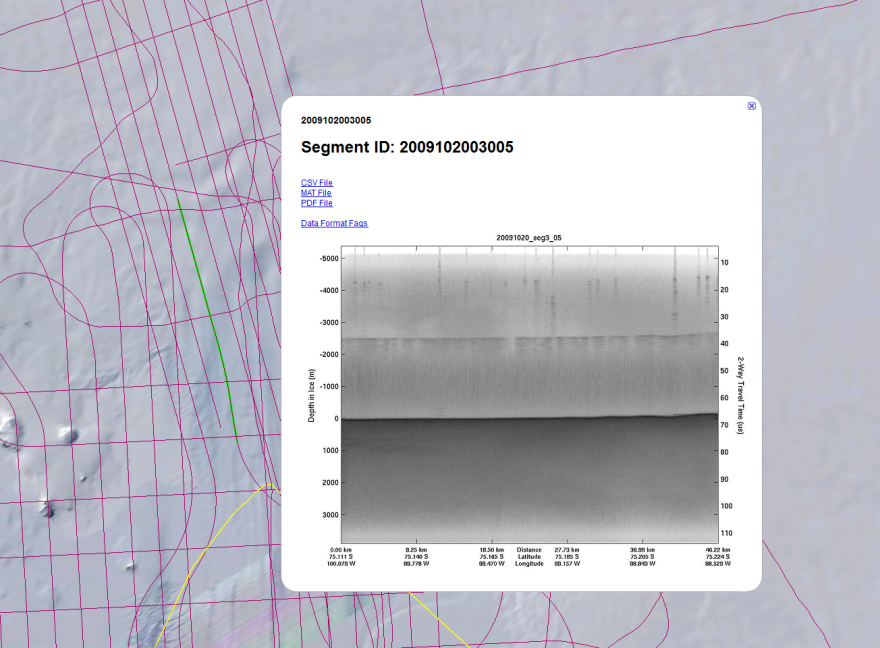 2009102003005
Segment ID: 2009102003005
CSV File
MAT File
PDF File
Data Format Faqs
20091020_seg3_05
-5000
-4000
-3000
-2000
-1000
0
1000
2000
3000
Depth in Ice (m)
10
20
30
40
50
60
70
80
90
100
110
2-Way Travel Time (us)
0.00 km 9.25 km 18.50 km Distance 27.73 km 36.99 km 46.22 km
75.111 S 75.140 S 75.165 S Latitude 75.185 S 75.205 S 75.224 S
100.078 W 99.778 W 99.470 W Longitude 99.157 W 98.843 W 98.529 W